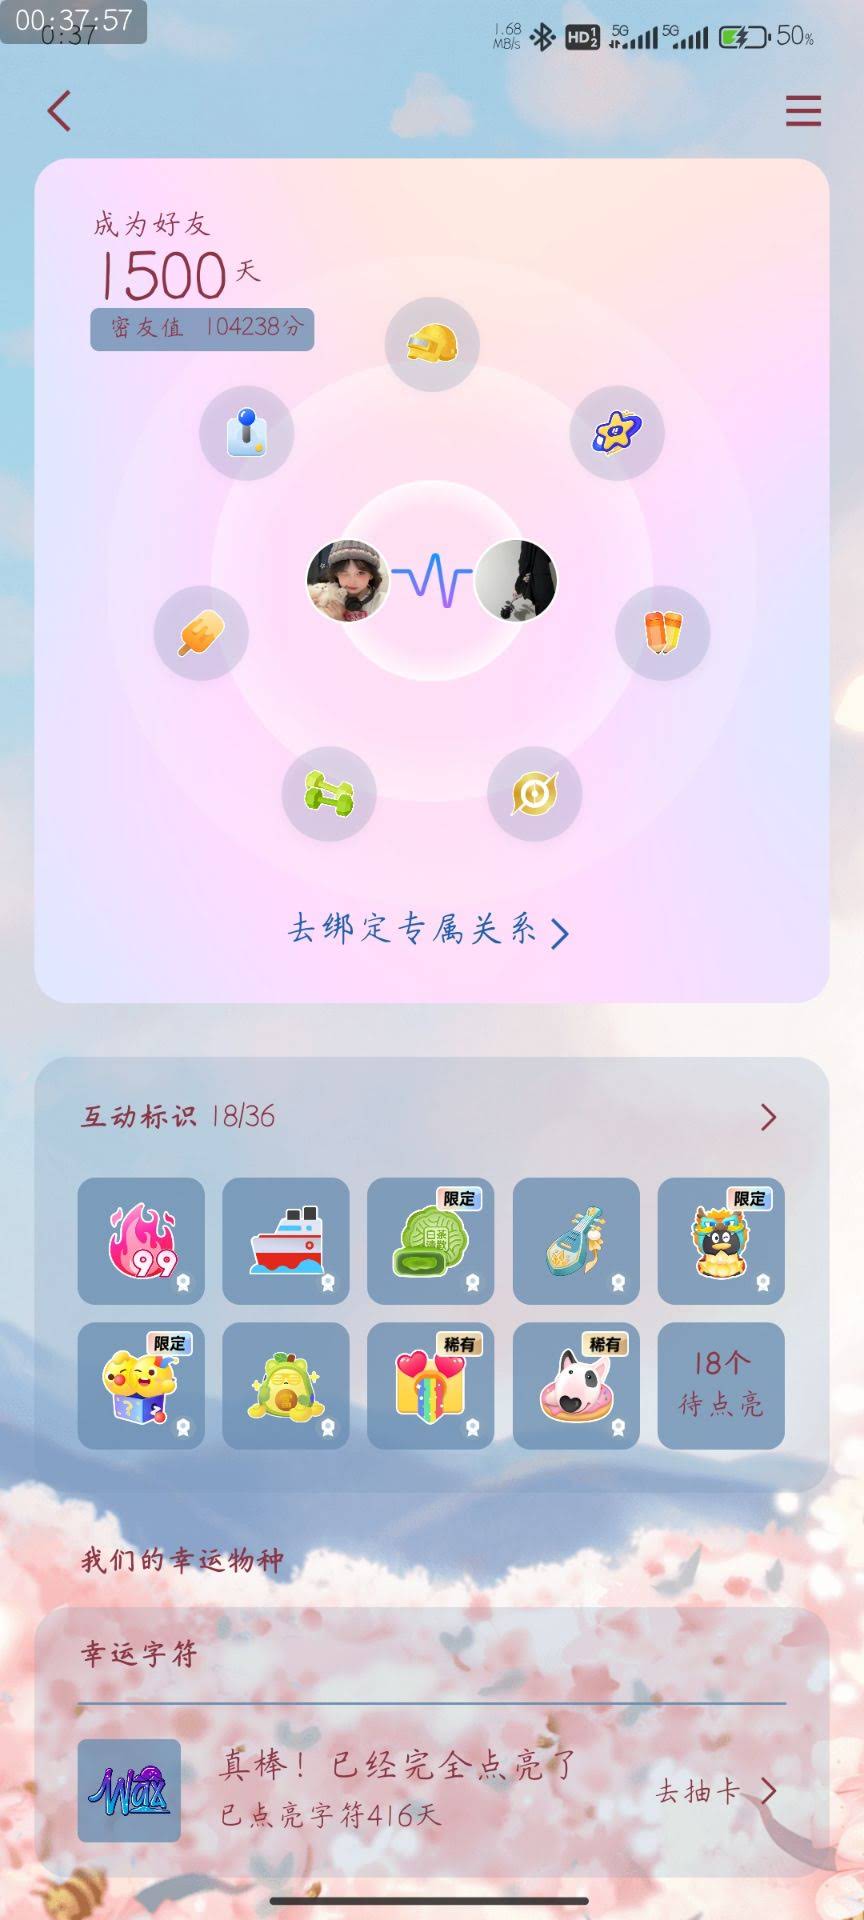 00:37:57
0:37
1.68
MB/s
HD 1 2
5G
5G
50%
成为好友
1500天
密友值 104238分
去绑定专属关系
互动标识 18/36
99
限定
限定
限定
稀有
稀有
18个
待点亮
我们的幸运物种
幸运字符
Wax
真棒！已经完全点亮了
已点亮字符416天
去抽卡